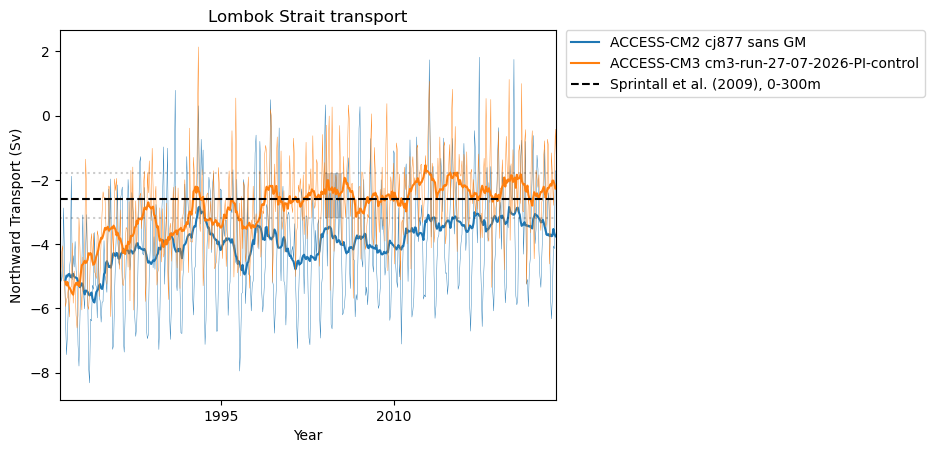 Lombok Strait transport
ACCESS-CM2 cj877 sans GM
ACCESS-CM3 cm3-run-27-07-2026-PI-control
Sprintall et al. (2009), 0-300m
Northward Transport (Sv)
2
0
−2
−4
−6
−8
1995
2010
Year